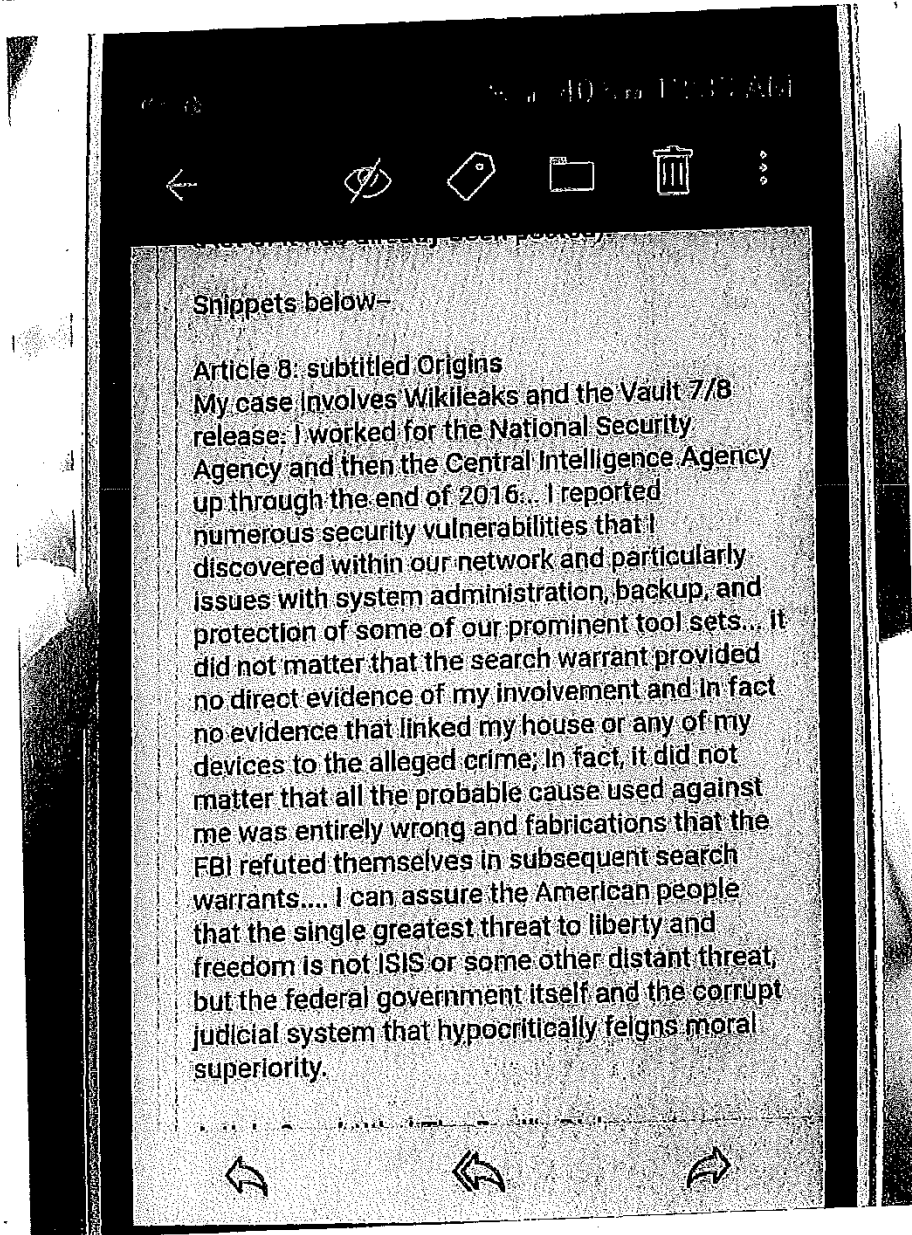 40% 12:37 AM
Snippets below–
Article 8: subtitled Origins
My case involves Wikileaks and the Vault 7/8
release. I worked for the National Security
Agency and then the Central Intelligence Agency
up through the end of 2016... I reported
numerous security vulnerabilities that I
discovered within our network and particularly
issues with system administration, backup, and
protection of some of our prominent tool sets... it
did not matter that the search warrant provided
no direct evidence of my involvement and in fact
no evidence that linked my house or any of my
devices to the alleged crime; In fact, it did not
matter that all the probable cause used against
me was entirely wrong and fabrications that the
FBI refuted themselves in subsequent search
warrants.... I can assure the American people
that the single greatest threat to liberty and
freedom is not ISIS or some other distant threat,
but the federal government itself and the corrupt
judicial system that hypocritically feigns moral
superiority.